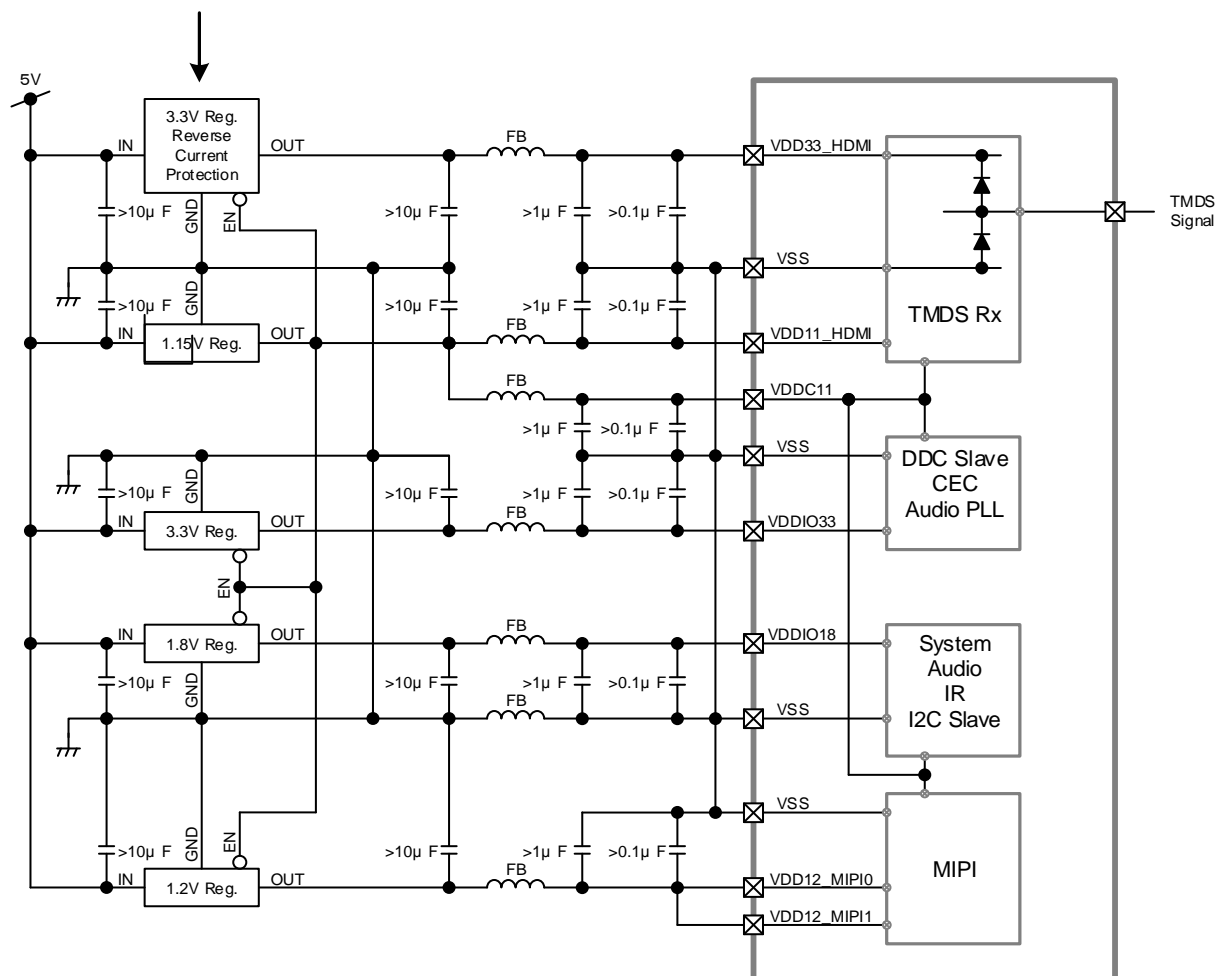 5V
3.3V Reg.
Reverse
Current
Protection
IN
OUT
FB
VDD33_HDMI
>10µ F
GND
EN
>10µ F
>1µ F
>0.1µ F
TMDS
Signal
VSS
>10µ F
GND
>10µ F
>1µ F
>0.1µ F
TMDS Rx
IN
1.15V Reg.
OUT
FB
VDD11_HDMI
FB
VDDC11
>1µ F
>0.1µ F
VSS
DDC Slave
CEC
Audio PLL
>10µ F
GND
>10µ F
>1µ F
>0.1µ F
IN
3.3V Reg.
OUT
FB
VDDIO33
EN
IN
1.8V Reg.
OUT
FB
VDDIO18
System
Audio
IR
I2C Slave
>10µ F
GND
>10µ F
>1µ F
>0.1µ F
FB
VSS
VSS
>10µ F
GND
EN
>10µ F
>1µ F
>0.1µ F
MIPI
IN
1.2V Reg.
OUT
FB
VDD12_MIPI0
VDD12_MIPI1